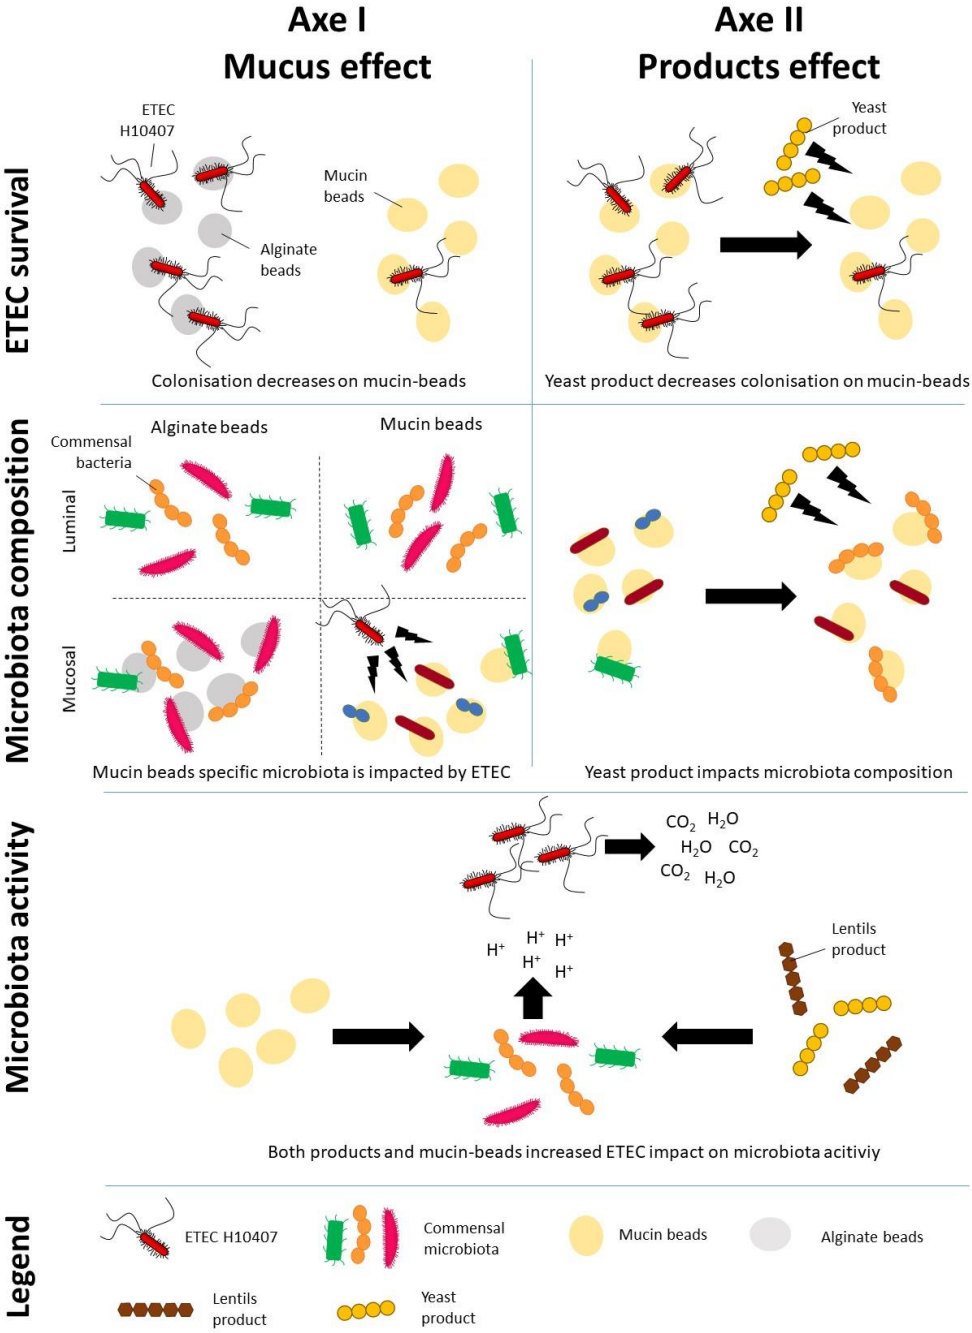 Axe I
Mucus effect
Axe II
Products effect
ETEC survival
ETEC
H10407
Alginate
beads
Mucin
beads
Colonisation decreases on mucin-beads
Yeast
product
Yeast product decreases colonisation on mucin-beads
Microbiota composition
Alginate beads
Mucin beads
Commensal
bacteria
Luminal
Mucosal
Mucin beads specific microbiota is impacted by ETEC
Yeast product impacts microbiota composition
Microbiota activity
CO2 H2O
H2O CO2
CO2 H2O
H+ H+ H+
H+ H+
Lentils
product
Both products and mucin-beads increased ETEC impact on microbiota acitiviy
Legend
ETEC H10407
Commensal
microbiota
Mucin beads
Alginate beads
Lentils
product
Yeast
product